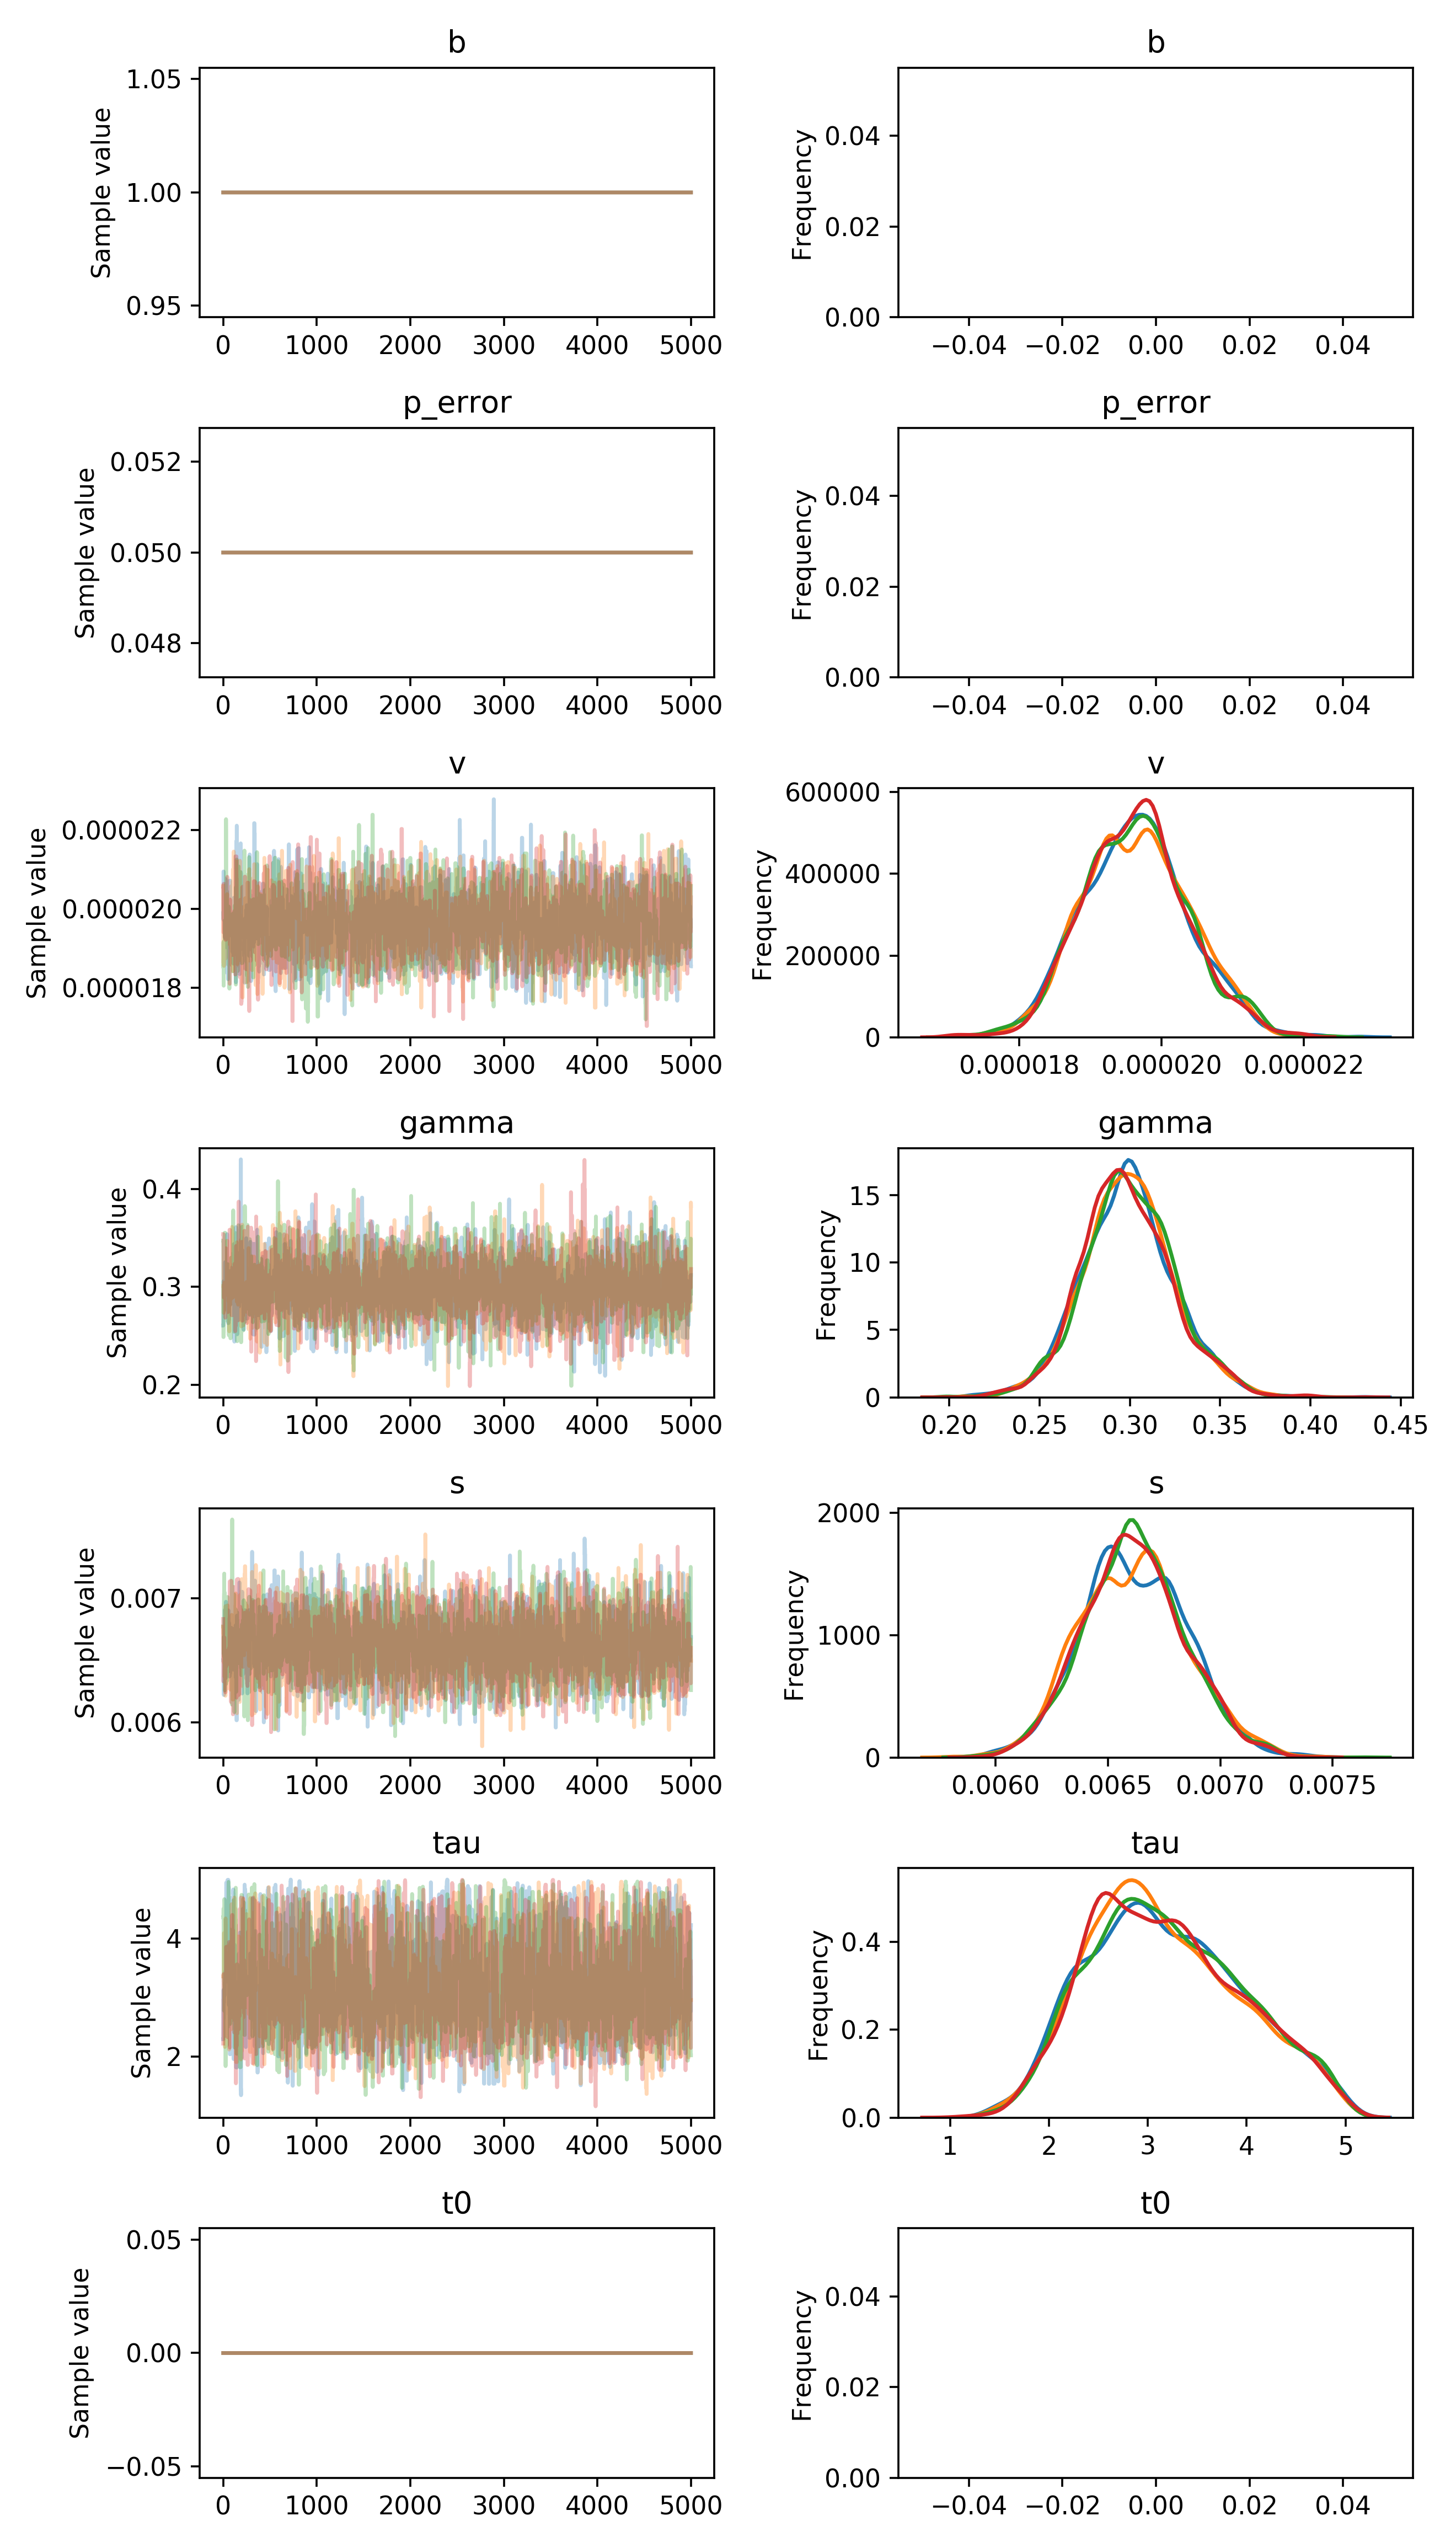 b
b
1.05
1.00
0.95
Sample value
0 1000 2000 3000 4000 5000
0.04
0.02
0.00
Frequency
−0.04 −0.02 0.00 0.02 0.04
p_error
p_error
0.052
0.050
0.048
Sample value
0 1000 2000 3000 4000 5000
0.04
0.02
0.00
Frequency
−0.04 −0.02 0.00 0.02 0.04
v
v
0.000022
0.000020
0.000018
Sample value
0 1000 2000 3000 4000 5000
600000
400000
200000
0
Frequency
0.000018 0.000020 0.000022
gamma
gamma
0.4
0.3
0.2
Sample value
0 1000 2000 3000 4000 5000
15
10
5
0
Frequency
0.20 0.25 0.30 0.35 0.40 0.45
s
s
0.007
0.006
Sample value
0 1000 2000 3000 4000 5000
2000
1000
0
Frequency
0.0060 0.0065 0.0070 0.0075
tau
tau
4
2
Sample value
0 1000 2000 3000 4000 5000
0.4
0.2
0.0
Frequency
1 2 3 4 5
t0
t0
0.05
0.00
−0.05
Sample value
0 1000 2000 3000 4000 5000
0.04
0.02
0.00
Frequency
−0.04 −0.02 0.00 0.02 0.04